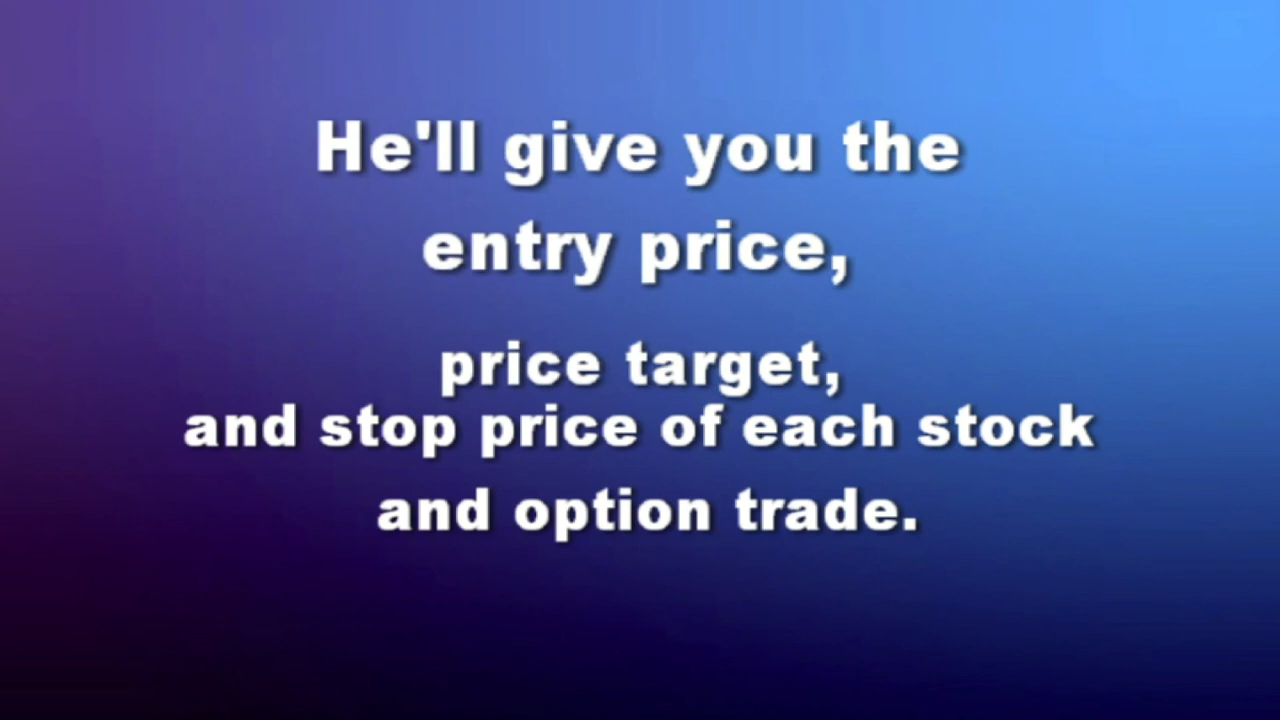 He'll give you the
entry price,
price target,
and stop price of each stock
and option trade.